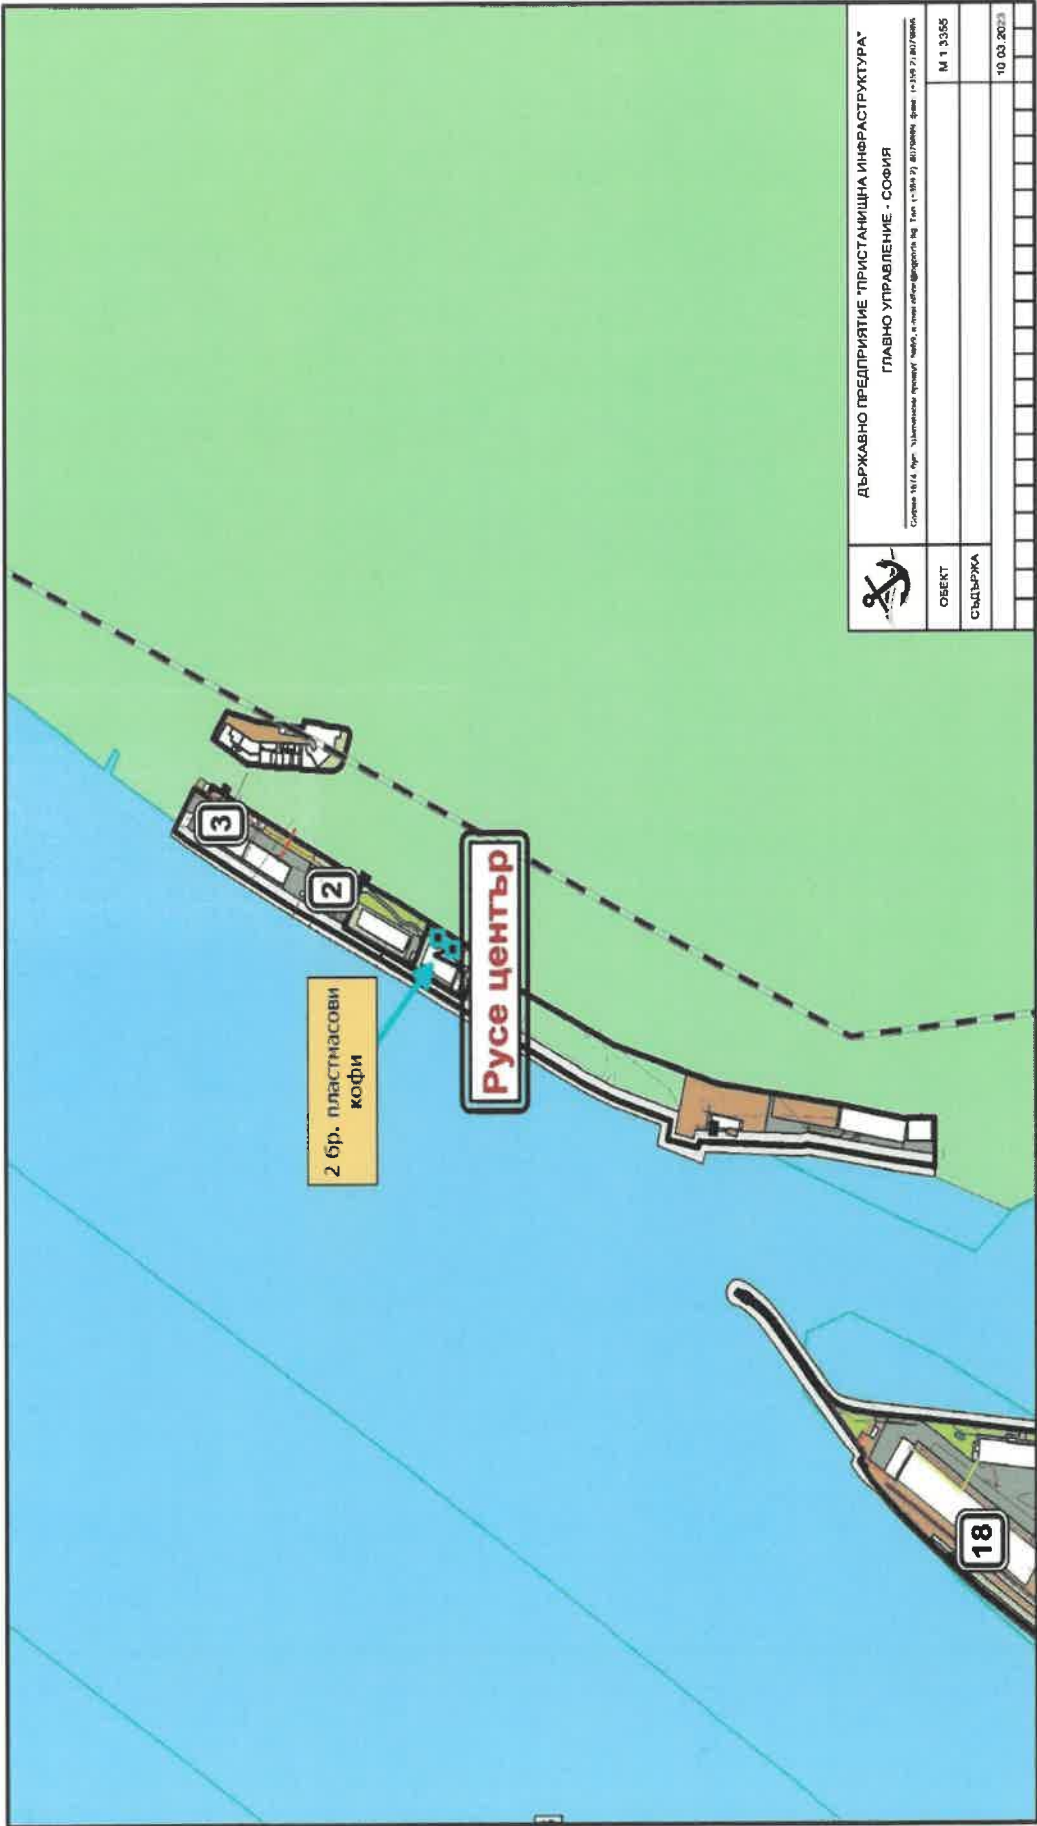 3
2
2 бр. пластмасови
кофи
Русе център
18
ДЪРЖАВНО ПРЕДПРИЯТИЕ "ПРИСТАНИЩНА ИНФРАСТРУКТУРА"
ГЛАВНО УПРАВЛЕНИЕ - СОФИЯ
ОБЕКТ
М 1 3355
СЪДЪРЖА
10 03.2023